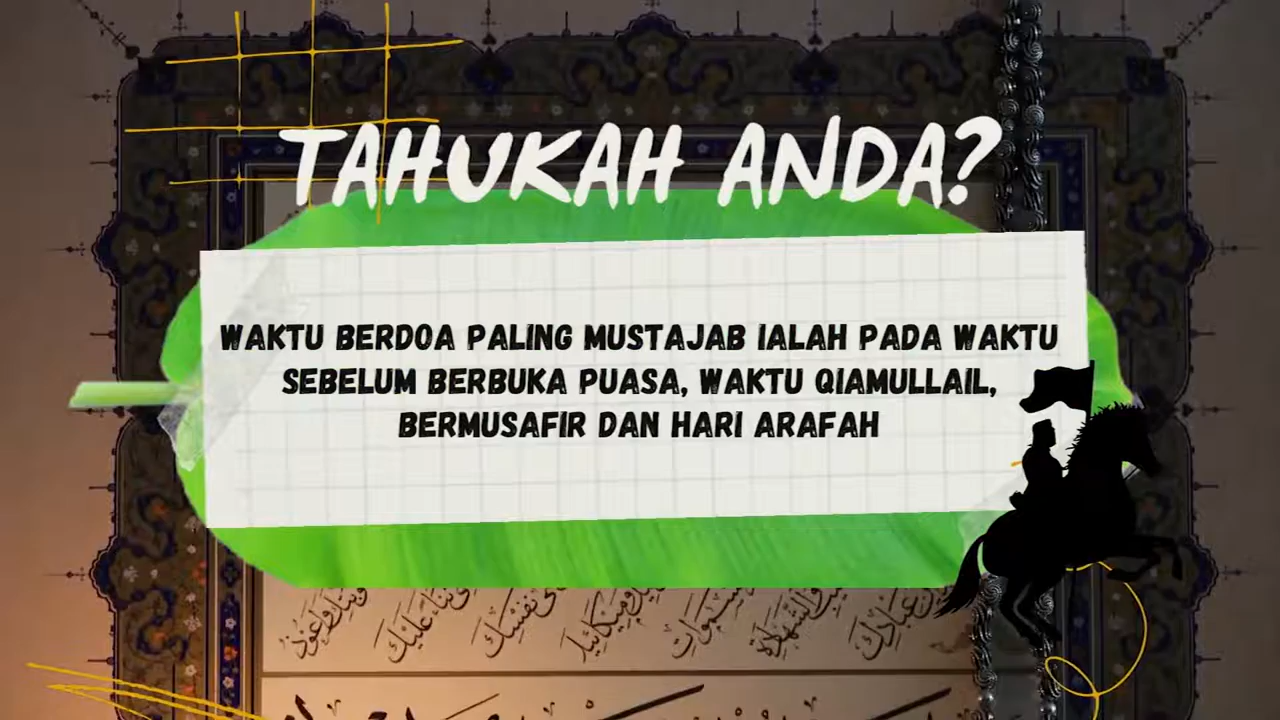 TAHUKAH ANDA?
WAKTU BERDOA PALING MUSTAJAB IALAH PADA WAKTU
SEBELUM BERBUKA PUASA, WAKTU QIAMULLAIL,
BERMUSAFIR DAN HARI ARAFAH